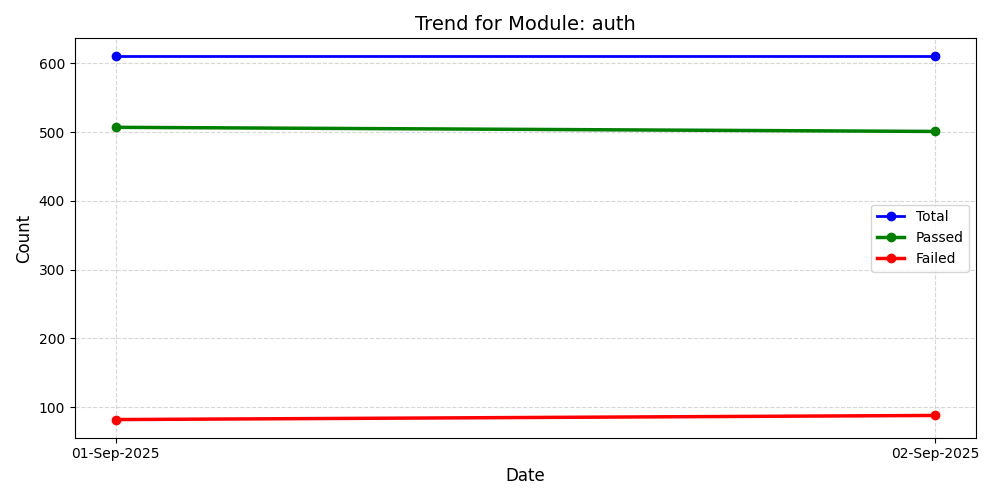 Trend for Module: auth
600
500
400
300
200
100
Count
Total
Passed
Failed
01-Sep-2025
02-Sep-2025
Date